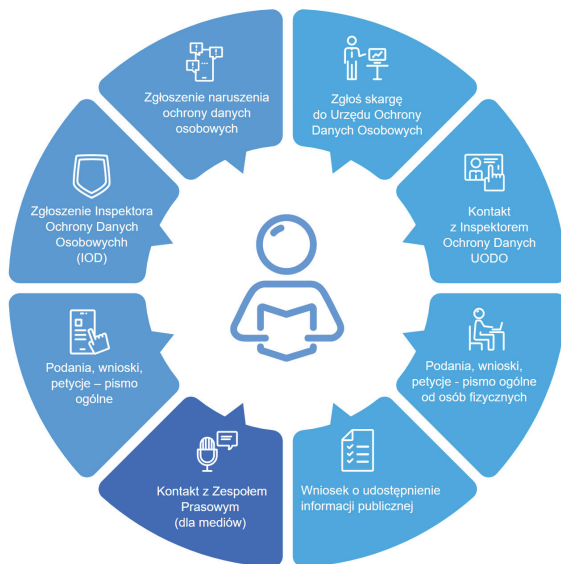 Zgłoszenie naruszenia
ochrony danych
osobowych
Zgłoś skargę
do Urzędu Ochrony
Danych Osobowych
Zgłoszenie Inspektora
Ochrony Danych
Osobowychh
(IOD)
Kontakt
z Inspektorem
Ochrony Danych
UODO
Podania, wnioski,
petycje – pismo
ogólne
Podania, wnioski,
petycje - pismo ogólne
od osób fizycznych
Kontakt z Zespołem
Prasowym
(dla mediów)
Wniosek o udostępnienie
informacji publicznej